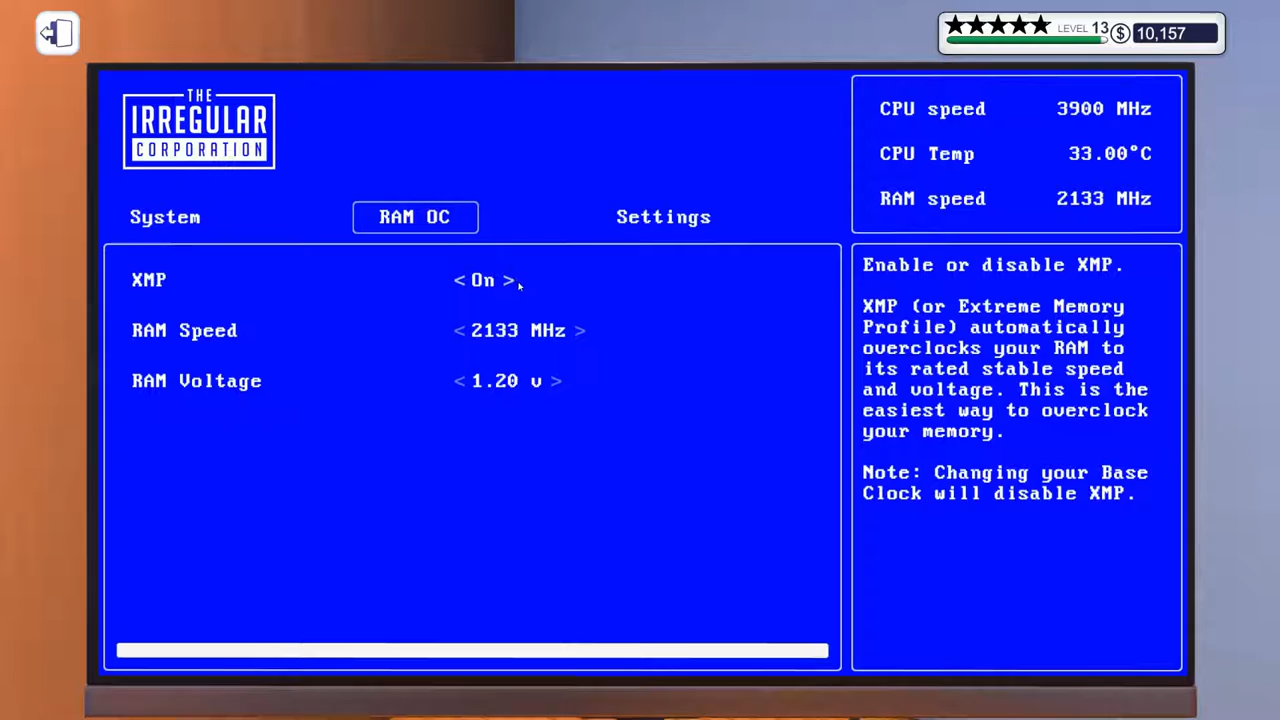 LEVEL 13 $ 10,157
THE
IRREGULAR
CORPORATION
CPU speed 3900 MHz
CPU Temp 33.00°C
RAM speed 2133 MHz
System RAM OC Settings
XMP < On >
RAM Speed < 2133 MHz >
RAM Voltage < 1.20 v >
Enable or disable XMP.
XMP (or Extreme Memory
Profile) automatically
overclocks your RAM to
its rated stable speed
and voltage. This is the
easiest way to overclock
your memory.
Note: Changing your Base
Clock will disable XMP.